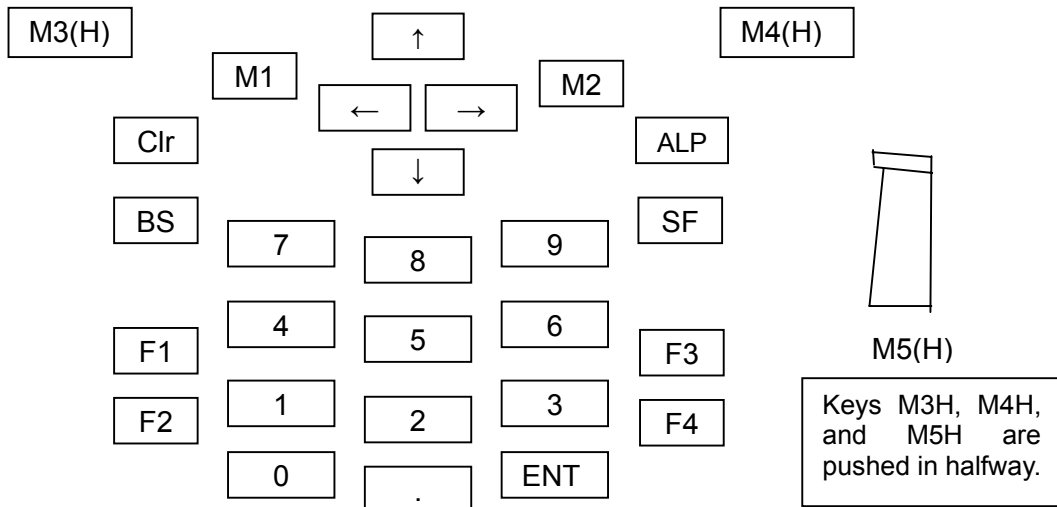 M3(H)
↑
M4(H)
M1
M2
←
→
Clr
ALP
↓
BS
SF
7
8
9
4
5
6
F1
F3
M5(H)
1
2
3
F2
F4
0
.
ENT
Keys M3H, M4H,
and M5H are
pushed in halfway.